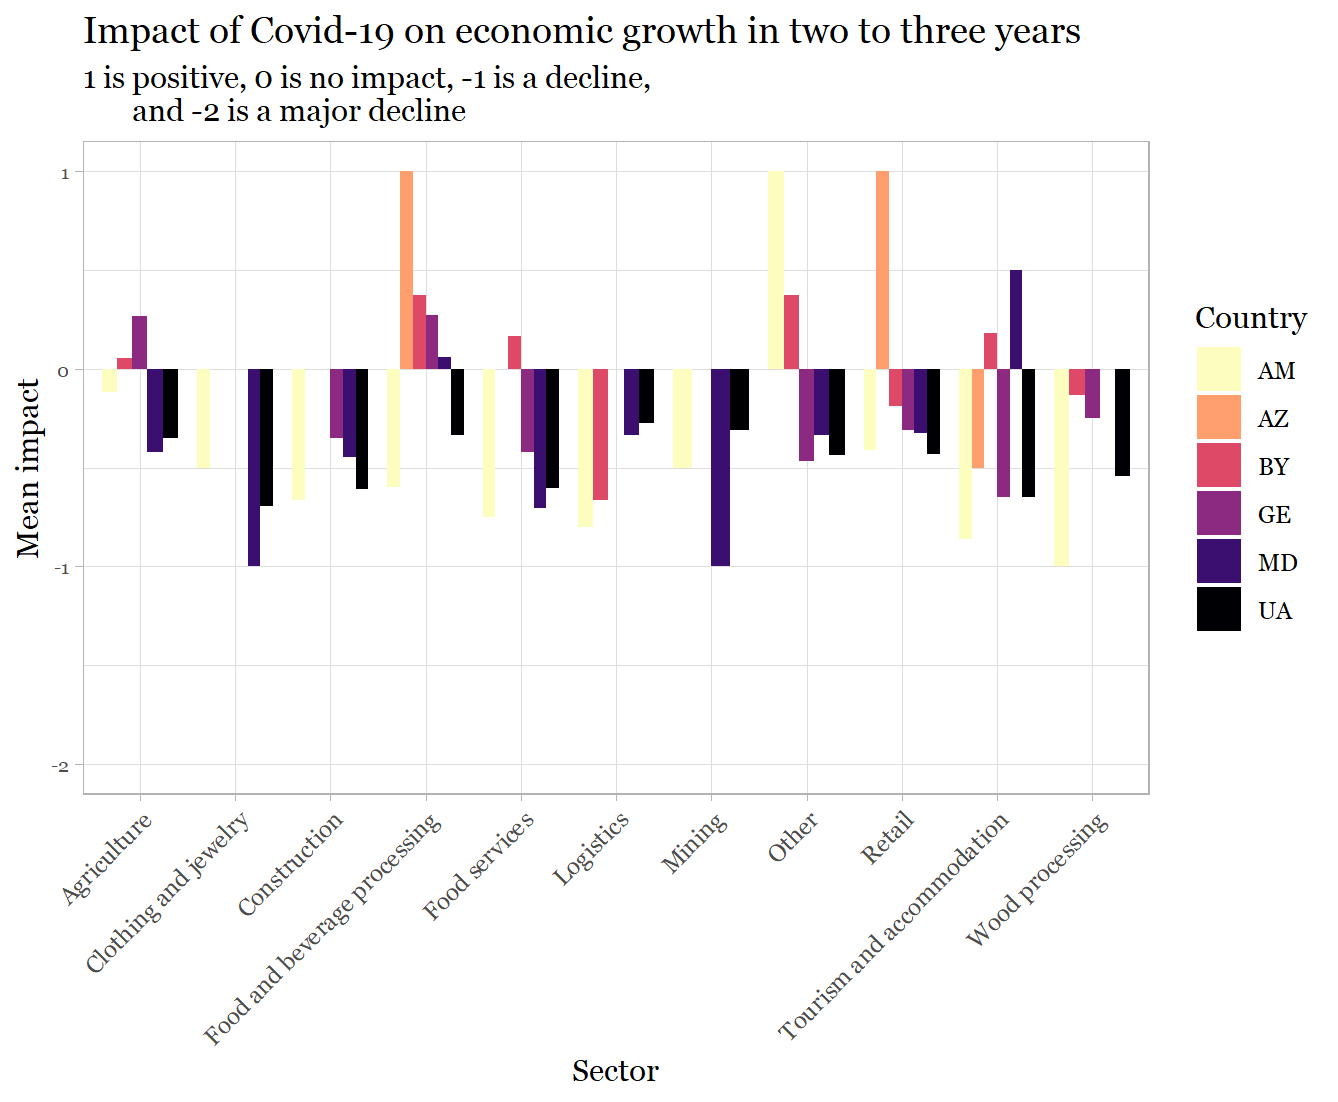 Impact of Covid-19 on economic growth in two to three years
1 is positive, 0 is no impact, -1 is a decline,
and -2 is a major decline
1
0
-1
-2
Mean impact
Agriculture
Clothing and jewelry
Construction
Food and beverage processing
Food services
Logistics
Mining
Other
Retail
Tourism and accommodation
Wood processing
Sector
Country
AM
AZ
BY
GE
MD
UA